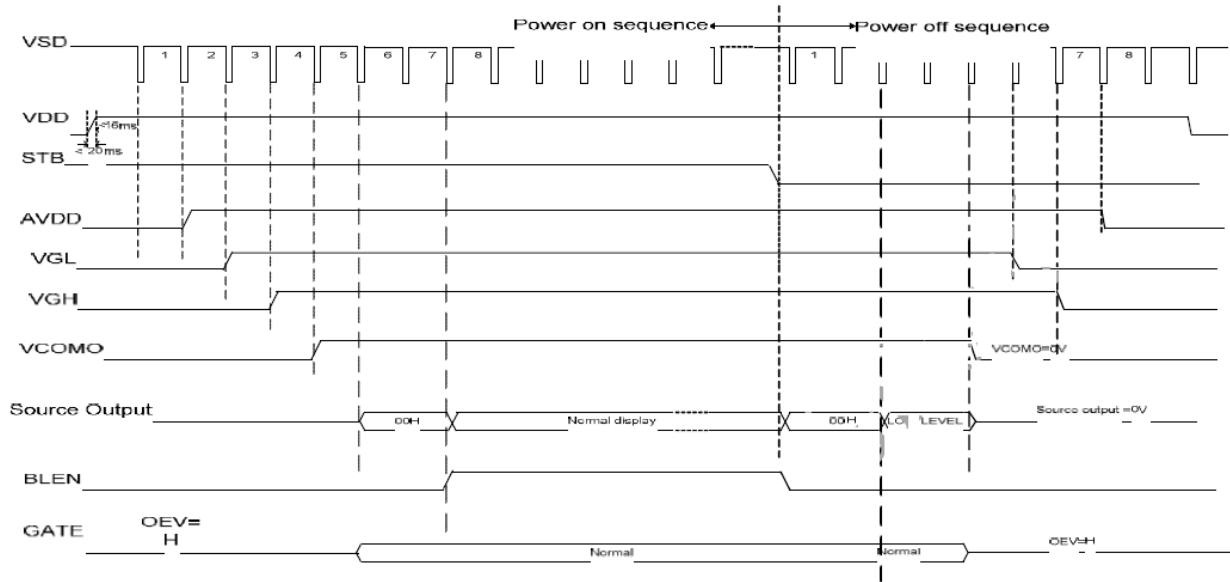 Power on sequence
Power off sequence
VSD
1 2 3 4 5 6 7 8 1 7 8
VDD
<16ms
< 20ms
STB
AVDD
VGL
VGH
VCOMO
VCOMO=0V
Source Output
00H
Normal display
00H
LEVEL
Source output =0V
BLEN
GATE
OEV=
H
Normal
Normal
OEV=H